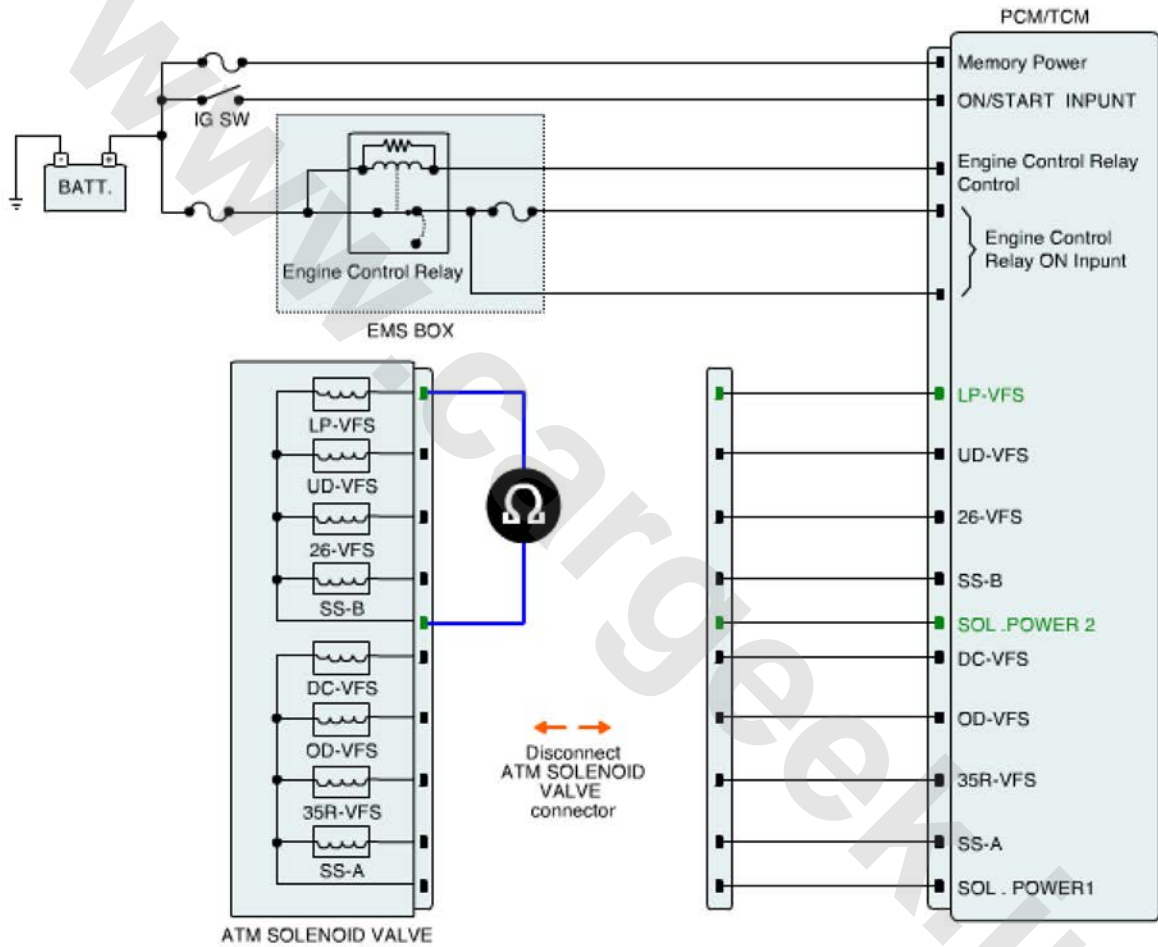 PCM/TCM
Memory Power
ON/START INPUNT
IG SW
BATT.
- +
Engine Control Relay
Control
Engine Control
Relay ON Inpunt
Engine Control Relay
EMS BOX
LP-VFS
UD-VFS
26-VFS
SS-B
DC-VFS
OD-VFS
35R-VFS
SS-A
ATM SOLENOID VALVE
Ω
Disconnect
ATM SOLENOID
VALVE
connector
LP-VFS
UD-VFS
26-VFS
SS-B
SOL .POWER 2
DC-VFS
OD-VFS
35R-VFS
SS-A
SOL . POWER1
www.cargeek.ir